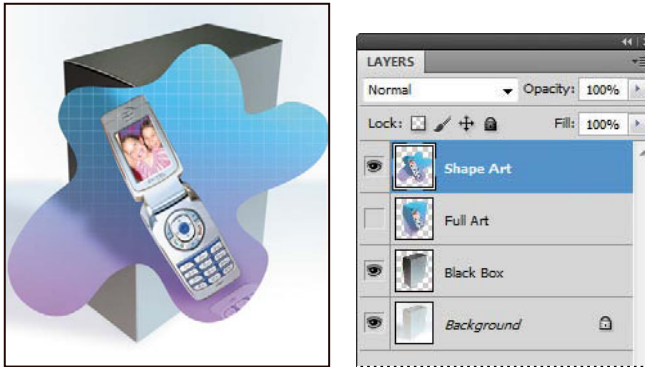 LAYERS
Normal Opacity: 100%
Lock: Fill: 100%
Shape Art
Full Art
Black Box
Background